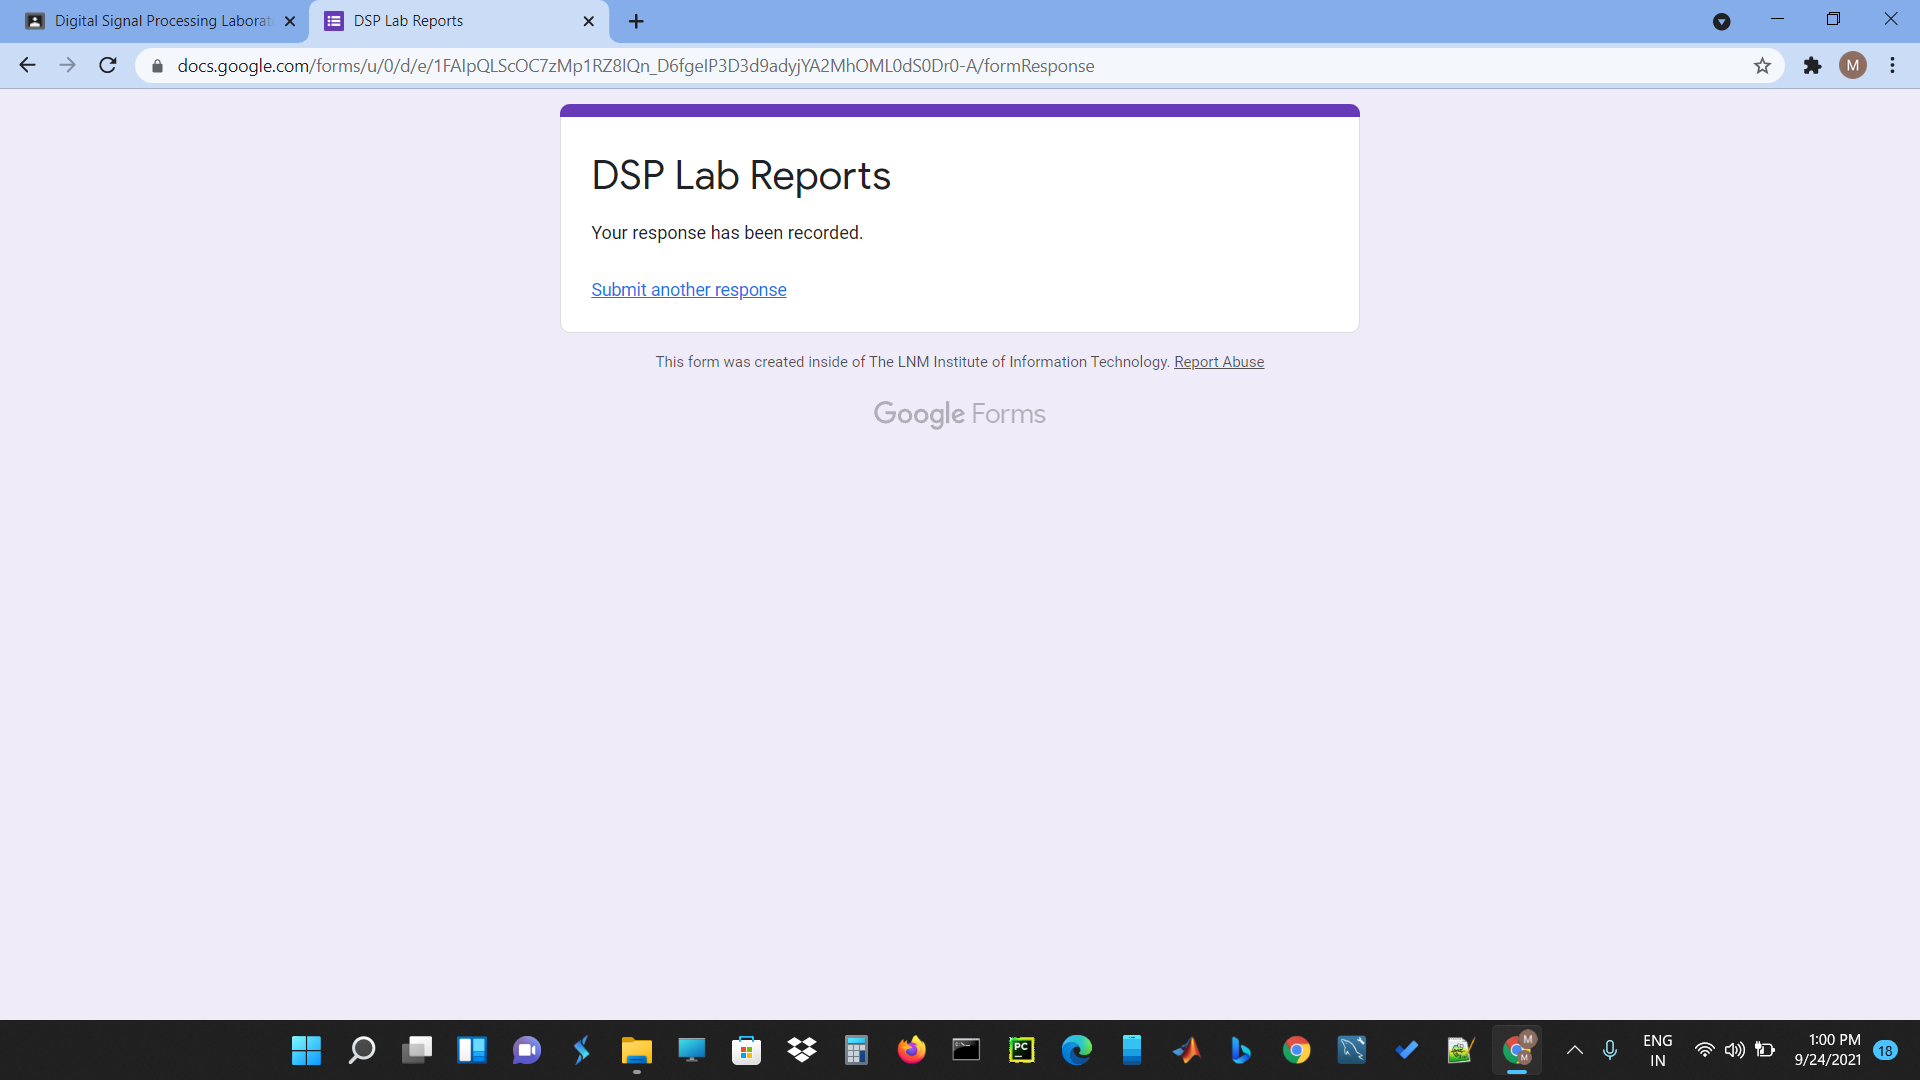 Digital Signal Processing Laborat
DSP Lab Reports
docs.google.com/forms/u/0/d/e/1FAIpQLScOC7zMp1RZ8IQn_D6fgeIP3D3d9adyjYA2MhOML0dS0Dr0-A/formResponse
M
DSP Lab Reports
Your response has been recorded.
Submit another response
This form was created inside of The LNM Institute of Information Technology. Report Abuse
Google Forms
PC
M
M
ENG
IN
1:00 PM
9/24/2021
18